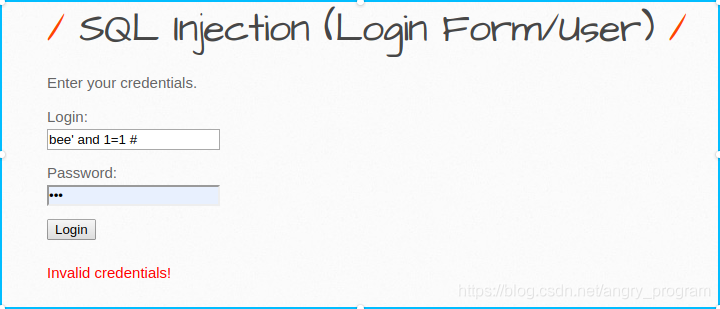 / SQL Injection (Login Form/User) /
Enter your credentials.
Login:
bee' and 1=1 #
Password:
•••
Login
Invalid credentials!
https://blog.csdn.net/angry_program